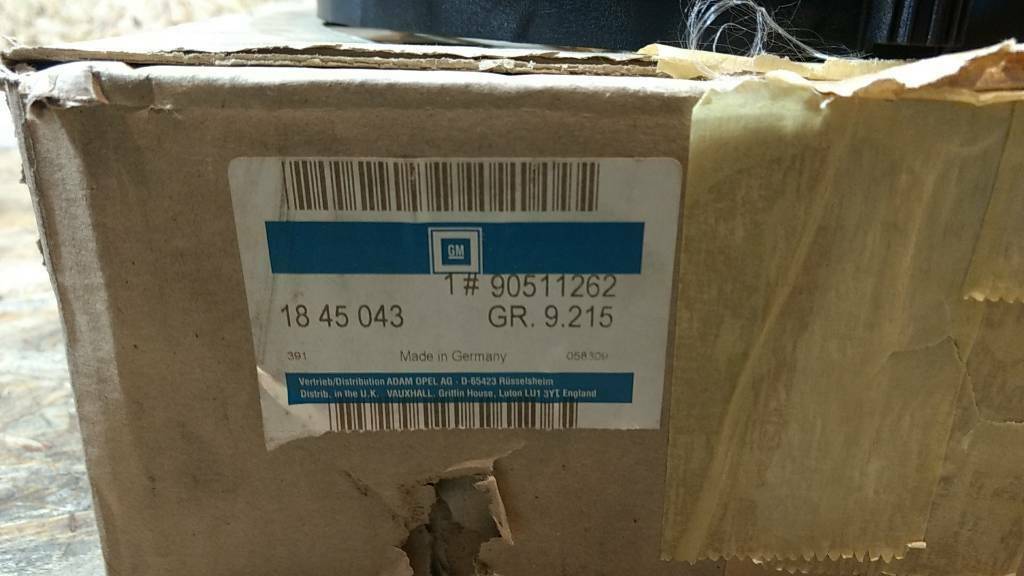 GM
1# 90511262
18 45 043 GR. 9.215
391 Made in Germany 058309
Vertrieb/Distribution ADAM OPEL AG - D-65423 Rüsselsheim
Distrib. in the U.K. VAUXHALL, Griffin House, Luton LU1 3YT England